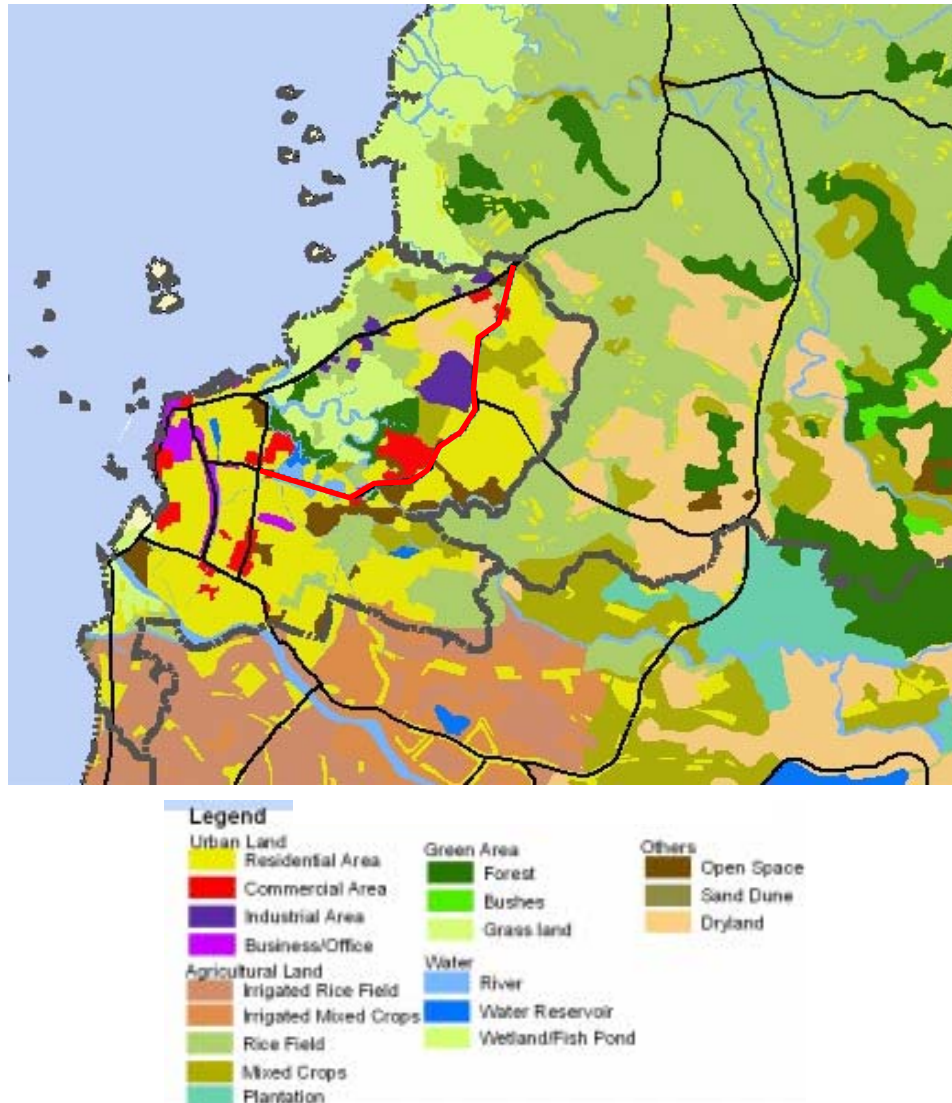 Legend
Urban Land
Residential Area
Commercial Area
Industrial Area
Business/Office
Agricultural Land
Irrigated Rice Field
Irrigated Mixed Crops
Rice Field
Mixed Crops
Plantation
Green Area
Forest
Bushes
Grass land
Water
River
Water Reservoir
Wetland/Fish Pond
Others
Open Space
Sand Dune
Dryland